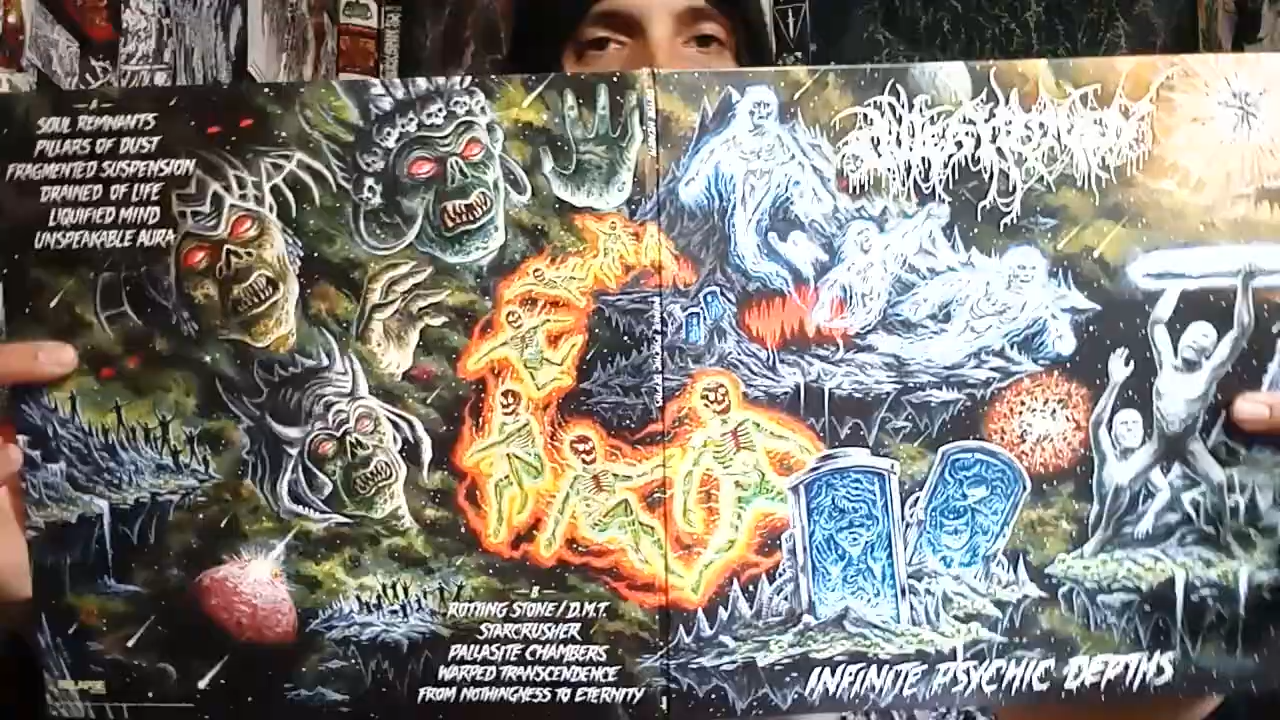 -A-
SOUL REMNANTS
PILLARS OF DUST
FRAGMENTED SUSPENSION
DRAINED OF LIFE
LIQUIFIED MIND
UNSPEAKABLE AURA
-B-
ROTTING STONE/D.M.T.
STARCRUSHER
PALLASITE CHAMBERS
WARPED TRANSCENDENCE
FROM NOTHINGNESS TO ETERNITY
INFINITE PSYCHIC DEPTHS